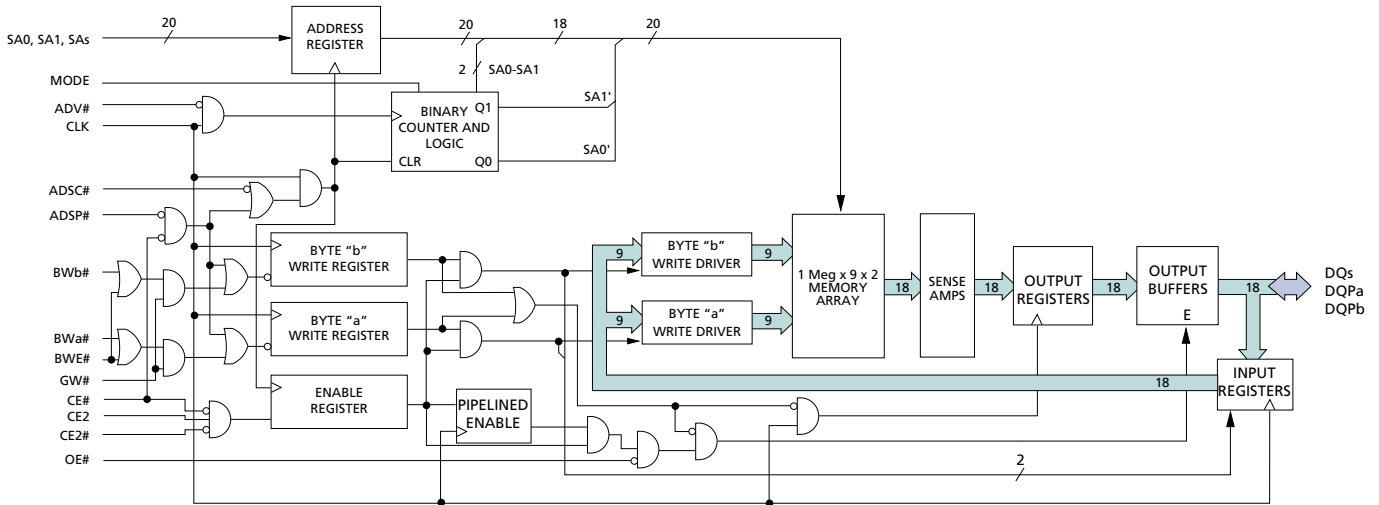 SA0, SA1, SAs
20
ADDRESS
REGISTER
20
18
20
2
SA0-SA1
MODE
ADV#
CLK
BINARY
COUNTER AND
LOGIC
Q1
SA1'
CLR
Q0
SA0'
ADSC#
ADSP#
BWb#
BWa#
BWE#
GW#
CE#
CE2
CE2#
OE#
BYTE “b”
WRITE REGISTER
BYTE “a”
WRITE REGISTER
ENABLE
REGISTER
PIPELINED
ENABLE
9
BYTE “b”
WRITE DRIVER
9
9
BYTE “a”
WRITE DRIVER
9
1 Meg x 9 x 2
MEMORY
ARRAY
18
SENSE
AMPS
18
OUTPUT
REGISTERS
18
OUTPUT
BUFFERS
E
18
DQs
DQPa
DQPb
INPUT
REGISTERS
18
2